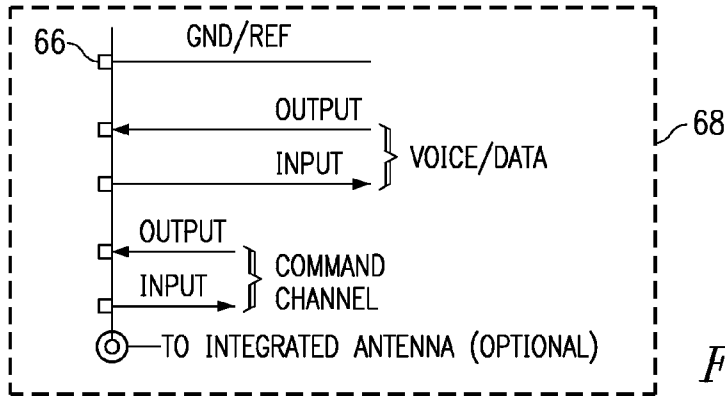 66
GND/REF
OUTPUT
68
INPUT
VOICE/DATA
OUTPUT
INPUT
COMMAND
CHANNEL
TO INTEGRATED ANTENNA (OPTIONAL)
F